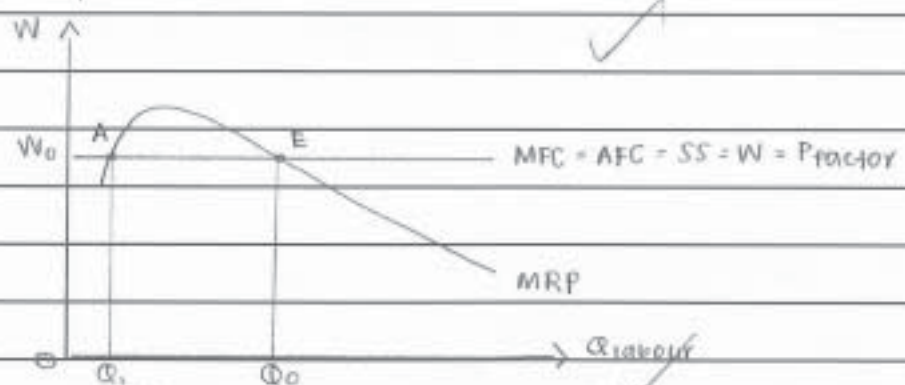 W
A
E
W₀
MFC = AFC = SS = W = Pfactor
MRP
O
Qlabour
Q₁
Q₀